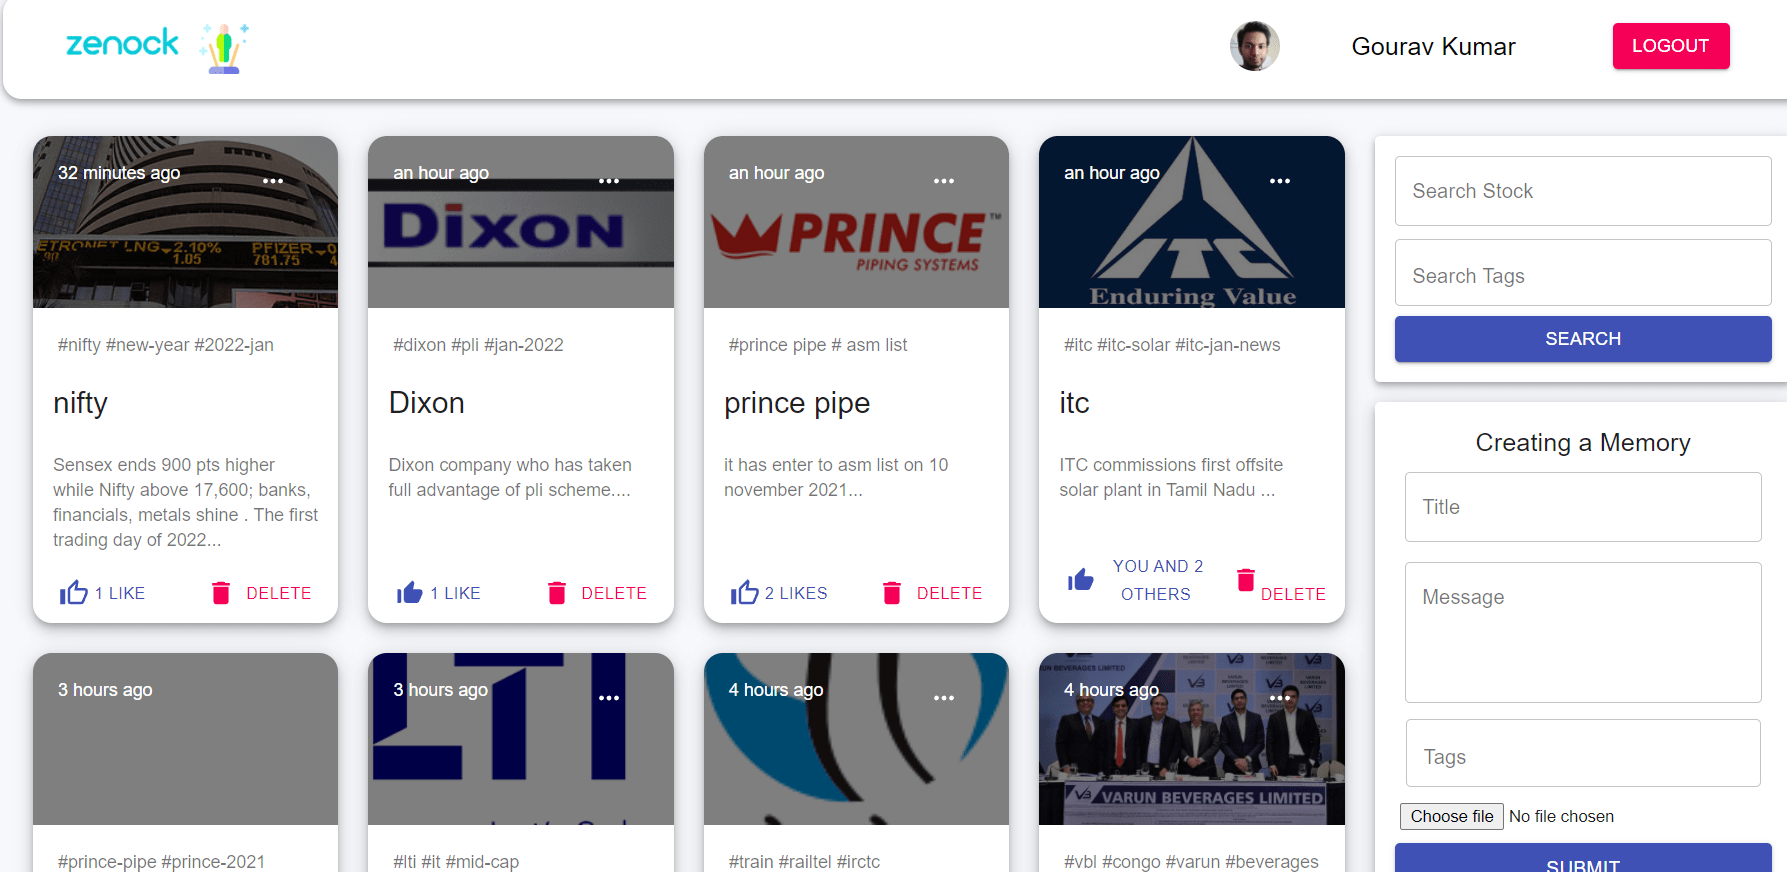 zenock
Gourav Kumar
LOGOUT
32 minutes ago
ETRONET LNG 2.10% PFIZER
.90 1.05 781.75
#nifty #new-year #2022-jan
nifty
Sensex ends 900 pts higher
while Nifty above 17,600; banks,
financials, metals shine . The first
trading day of 2022...
1 LIKE
DELETE
an hour ago
Dixon
#dixon #pli #jan-2022
Dixon
Dixon company who has taken
full advantage of pli scheme....
1 LIKE
DELETE
an hour ago
PRINCE™
PIPING SYSTEMS
#prince pipe # asm list
prince pipe
it has enter to asm list on 10
november 2021...
2 LIKES
DELETE
an hour ago
ITC
Enduring Value
#itc #itc-solar #itc-jan-news
itc
ITC commissions first offsite
solar plant in Tamil Nadu ...
YOU AND 2
OTHERS
DELETE
Search Stock
Search Tags
SEARCH
Creating a Memory
Title
Message
Tags
Choose file No file chosen
SUBMIT
3 hours ago
#prince-pipe #prince-2021
3 hours ago
LTI
#lti #it #mid-cap
4 hours ago
#train #railtel #irctc
4 hours ago
VARUN BEVERAGES LIMITED
#vbl #congo #varun #beverages